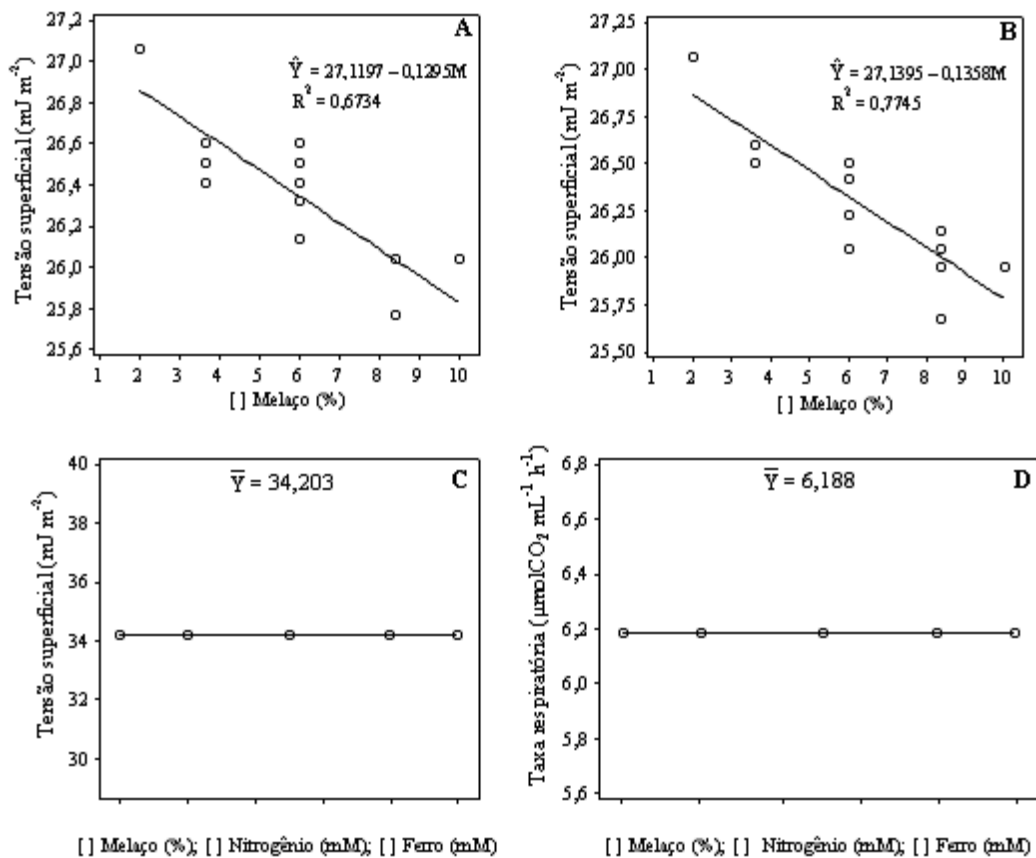 A
27,2
27,0
26,8
26,6
26,4
26,2
26,0
25,8
25,6
Tensão superficial (mJ m⁻²)
Ŷ = 27,1197 – 0,1295M
R² = 0,6734
1 2 3 4 5 6 7 8 9 10
[ ] Melaço (%)
B
27,25
27,00
26,75
26,50
26,25
26,00
25,75
25,50
Tensão superficial (mJ m⁻²)
Ŷ = 27,1395 – 0,1358M
R² = 0,7745
1 2 3 4 5 6 7 8 9 10
[ ] Melaço (%)
C
40
38
36
34
32
30
Tensão superficial (mJ m⁻²)
Y̅ = 34,203
[ ] Melaço (%); [ ] Nitrogênio (mM); [ ] Ferro (mM)
D
6,8
6,6
6,4
6,2
6,0
5,8
5,6
Taxa respiratória (µmolCO₂ mL⁻¹ h⁻¹)
Y̅ = 6,188
[ ] Melaço (%); [ ] Nitrogênio (mM); [ ] Ferro (mM)